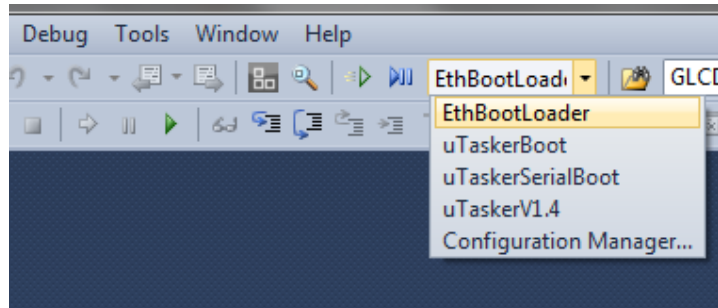 Debug Tools Window Help
EthBootLoad GLCD
EthBootLoader
uTaskerBoot
uTaskerSerialBoot
uTaskerV1.4
Configuration Manager...